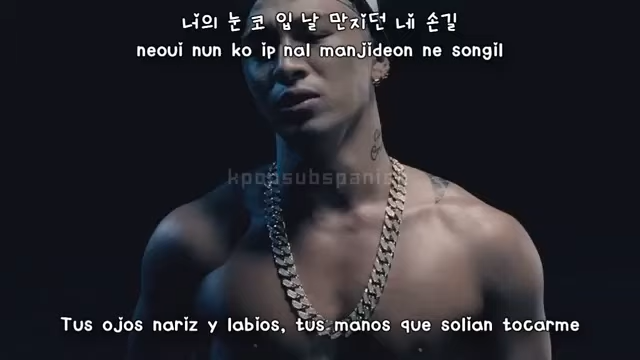 너의 눈 코 입 날 만지던 네 손길
neoui nun ko ip nal manjideon ne songil
kpopsubspanish
Tus ojos nariz y labios, tus manos que solian tocarme